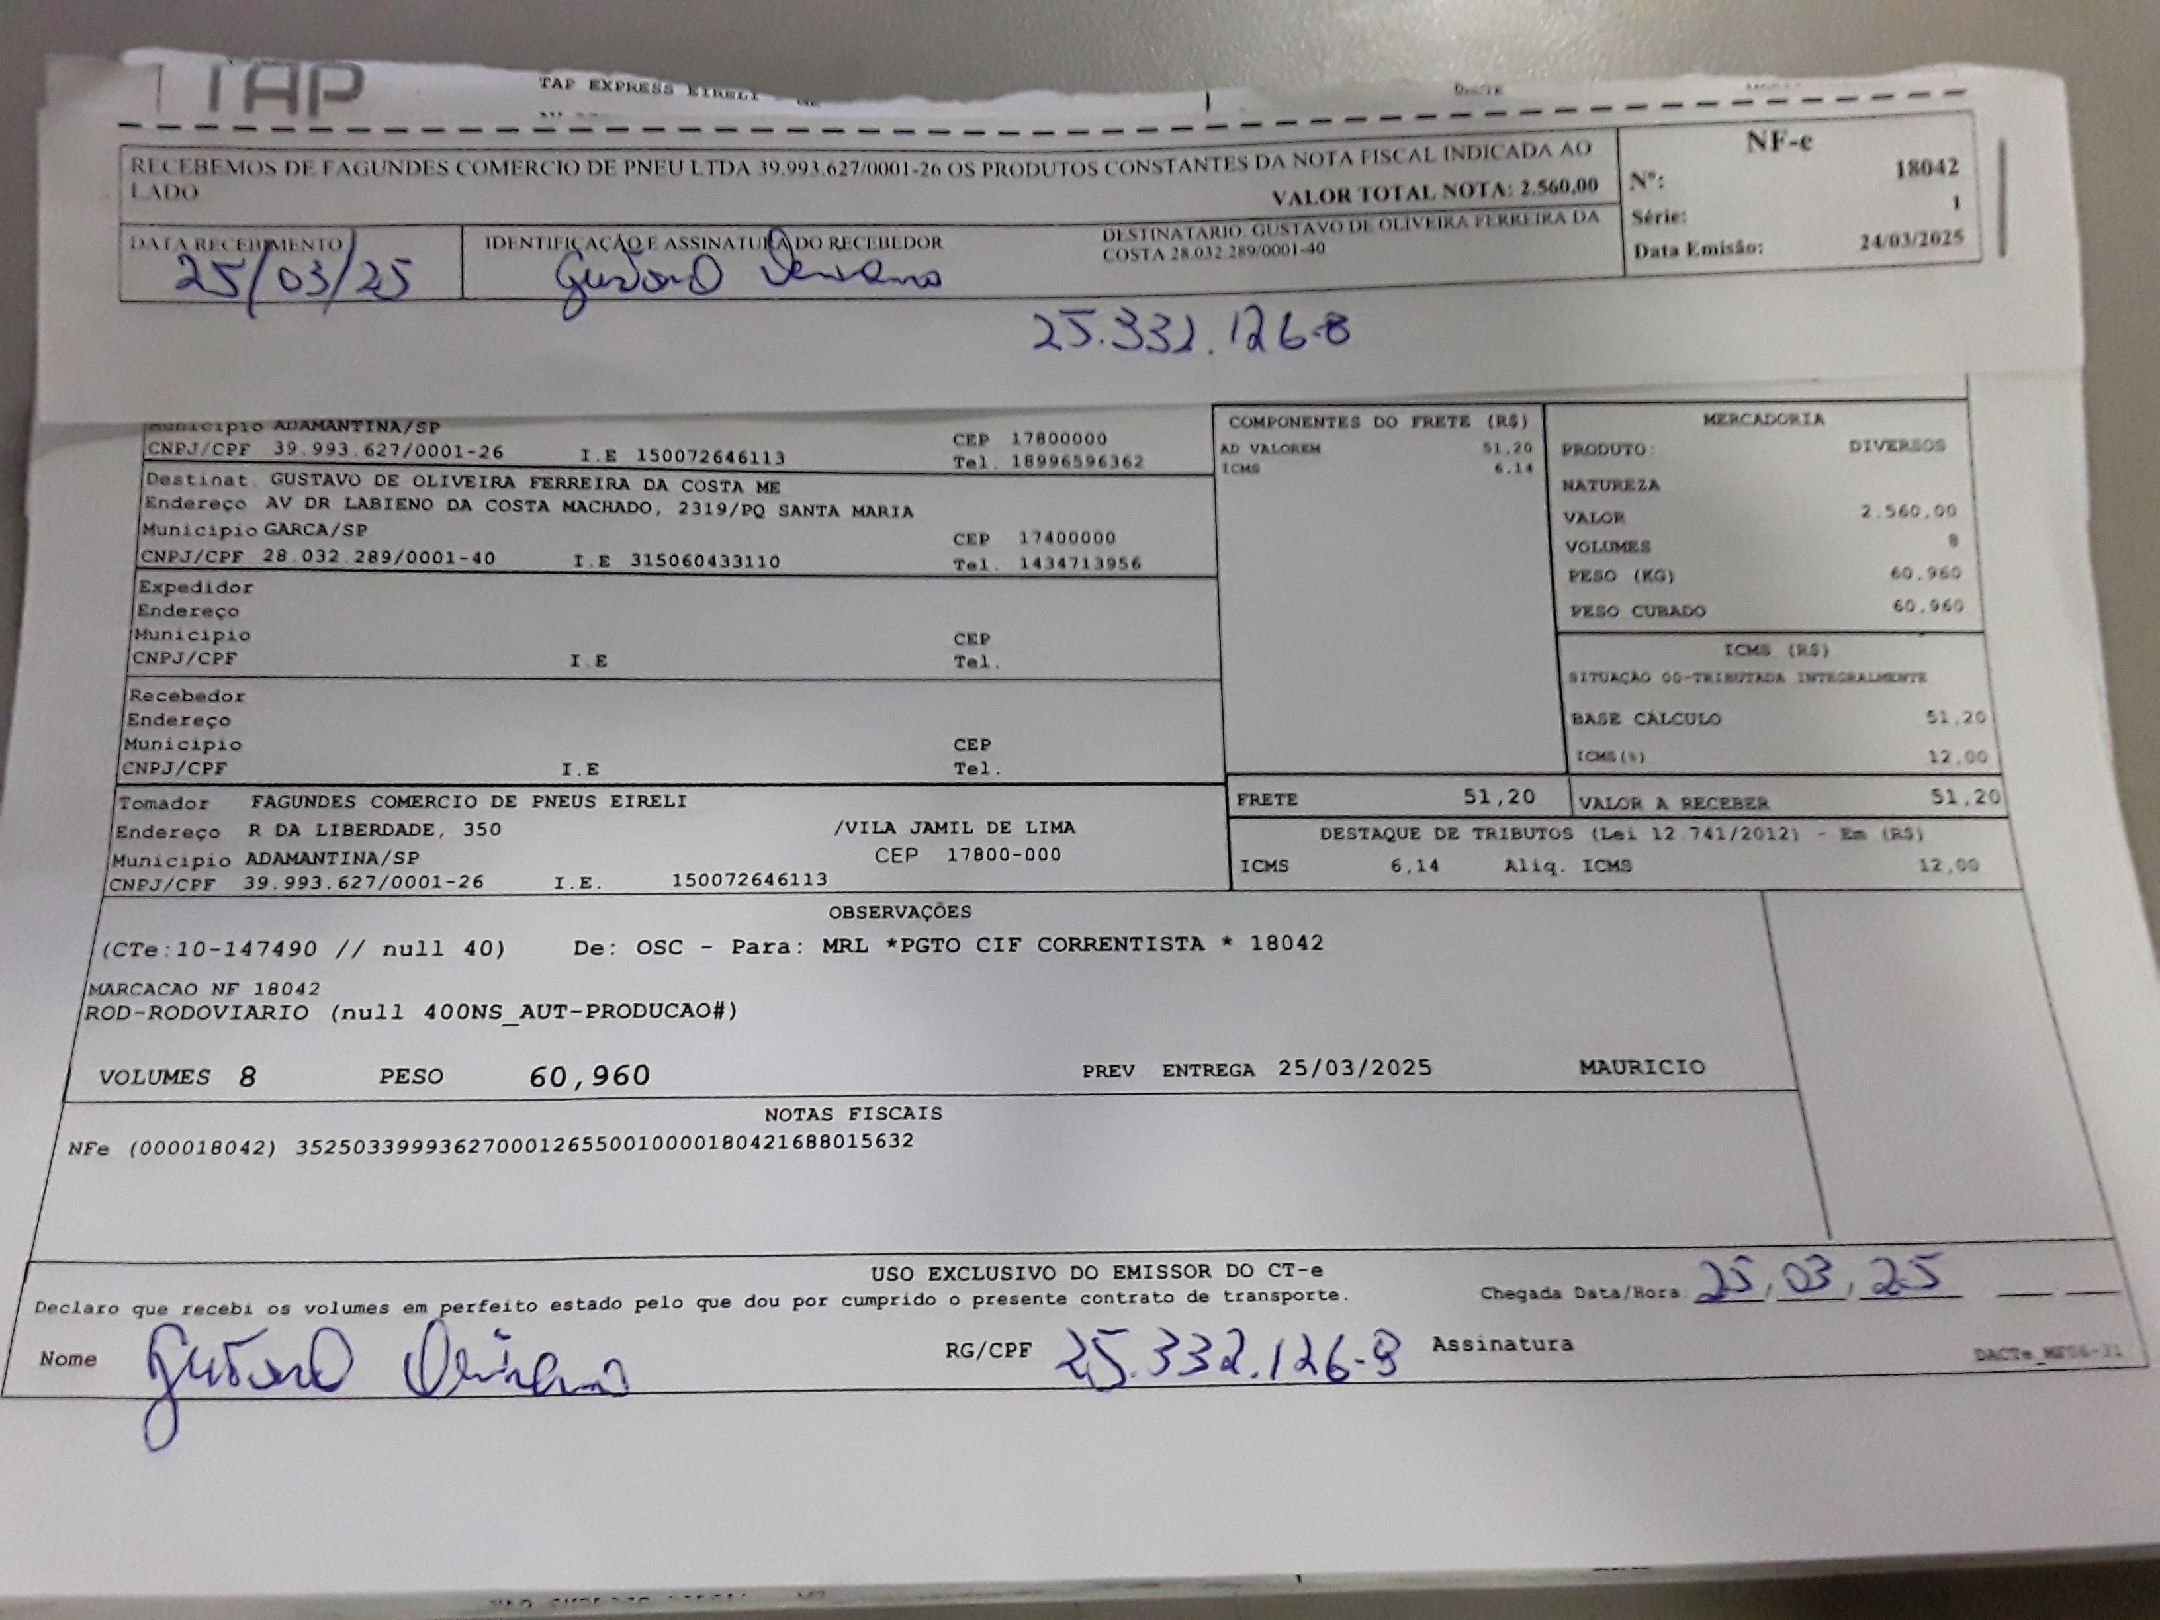 TAP
TAP EXPRESS EIRELI
RECEBEMOS DE FAGUNDES COMERCIO DE PNEU LTDA 39.993.627/0001-26 OS PRODUTOS CONSTANTES DA NOTA FISCAL INDICADA AO
LADO
VALOR TOTAL NOTA: 2.560,00
NF-e
Nº: 18042
Série: 1
Data Emissão: 24/03/2025
DATA RECEBIMENTO
25/03/25
IDENTIFICAÇÃO E ASSINATURA DO RECEBEDOR
DESTINATARIO: GUSTAVO DE OLIVEIRA FERREIRA DA
COSTA 28.032.289/0001-40
25.332.126-8
Municipio ADAMANTINA/SP CEP 17800000
CNPJ/CPF 39.993.627/0001-26 I.E 150072646113 Tel. 18996596362
Destinat. GUSTAVO DE OLIVEIRA FERREIRA DA COSTA ME
Endereço AV DR LABIENO DA COSTA MACHADO, 2319/PQ SANTA MARIA
Municipio GARCA/SP CEP 17400000
CNPJ/CPF 28.032.289/0001-40 I.E 315060433110 Tel. 1434713956
Expedidor
Endereço
Municipio CEP
CNPJ/CPF I.E Tel.
Recebedor
Endereço
Municipio CEP
CNPJ/CPF I.E Tel.
Tomador FAGUNDES COMERCIO DE PNEUS EIRELI
Endereço R DA LIBERDADE, 350 /VILA JAMIL DE LIMA
Municipio ADAMANTINA/SP CEP 17800-000
CNPJ/CPF 39.993.627/0001-26 I.E. 150072646113
COMPONENTES DO FRETE (R$)
AD VALOREM 51,20
ICMS 6,14
MERCADORIA
PRODUTO: DIVERSOS
NATUREZA
VALOR 2.560,00
VOLUMES 8
PESO (KG) 60,960
PESO CUBADO 60,960
ICMS (R$)
SITUAÇÃO 00-TRIBUTADA INTEGRALMENTE
BASE CÁLCULO 51,20
ICMS(%) 12,00
FRETE 51,20 VALOR A RECEBER 51,20
DESTAQUE DE TRIBUTOS (Lei 12.741/2012) - Em (R$)
ICMS 6,14 Aliq. ICMS 12,00
OBSERVAÇÕES
(CTe:10-147490 // null 40) De: OSC - Para: MRL *PGTO CIF CORRENTISTA * 18042
MARCACAO NF 18042
ROD-RODOVIARIO (null 400NS_AUT-PRODUCAO#)
VOLUMES 8 PESO 60,960 PREV ENTREGA 25/03/2025 MAURICIO
NOTAS FISCAIS
NFe (000018042) 35250339993627000126550010000180421688015632
USO EXCLUSIVO DO EMISSOR DO CT-e
Declaro que recebi os volumes em perfeito estado pelo que dou por cumprido o presente contrato de transporte.
Chegada Data/Hora 25,03,25
Nome RG/CPF 25.332.126-8 Assinatura